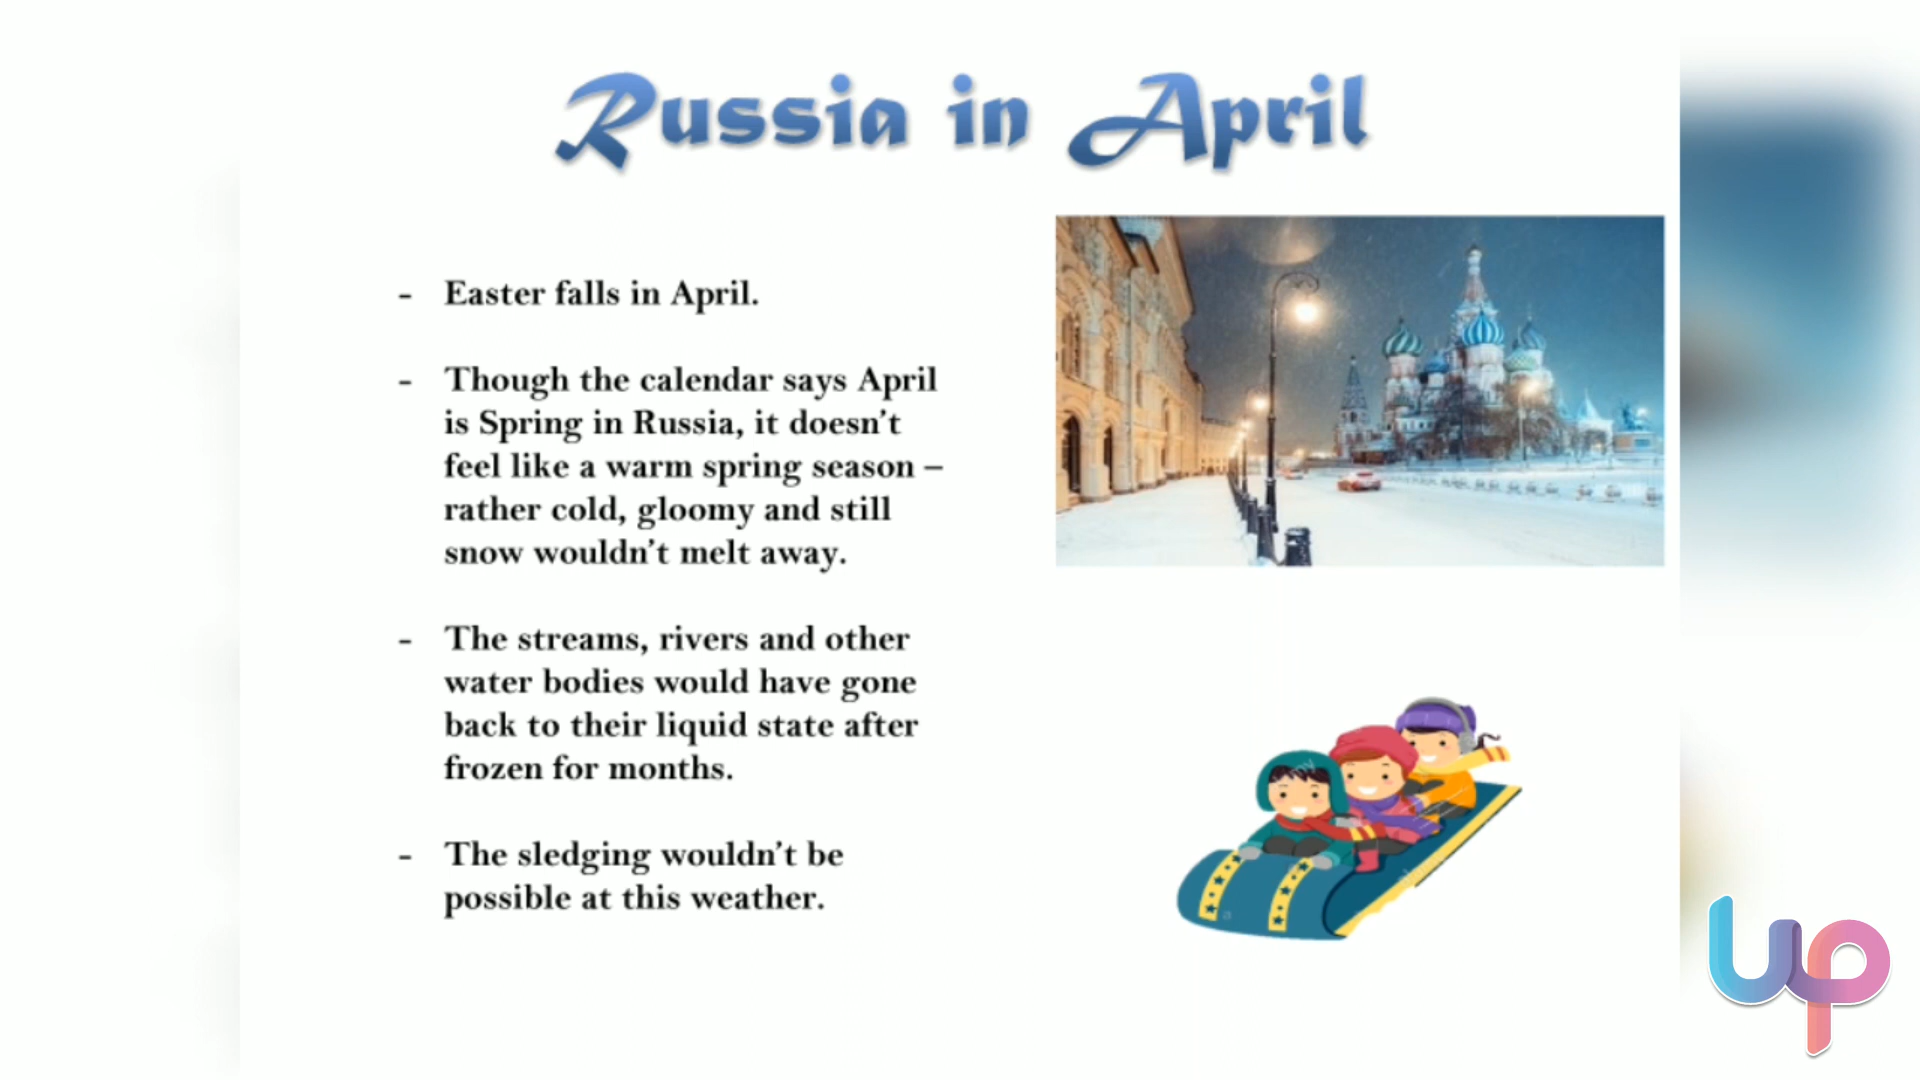 Russia in April
- Easter falls in April.
- Though the calendar says April
is Spring in Russia, it doesn't
feel like a warm spring season –
rather cold, gloomy and still
snow wouldn't melt away.
- The streams, rivers and other
water bodies would have gone
back to their liquid state after
frozen for months.
- The sledging wouldn't be
possible at this weather.
up